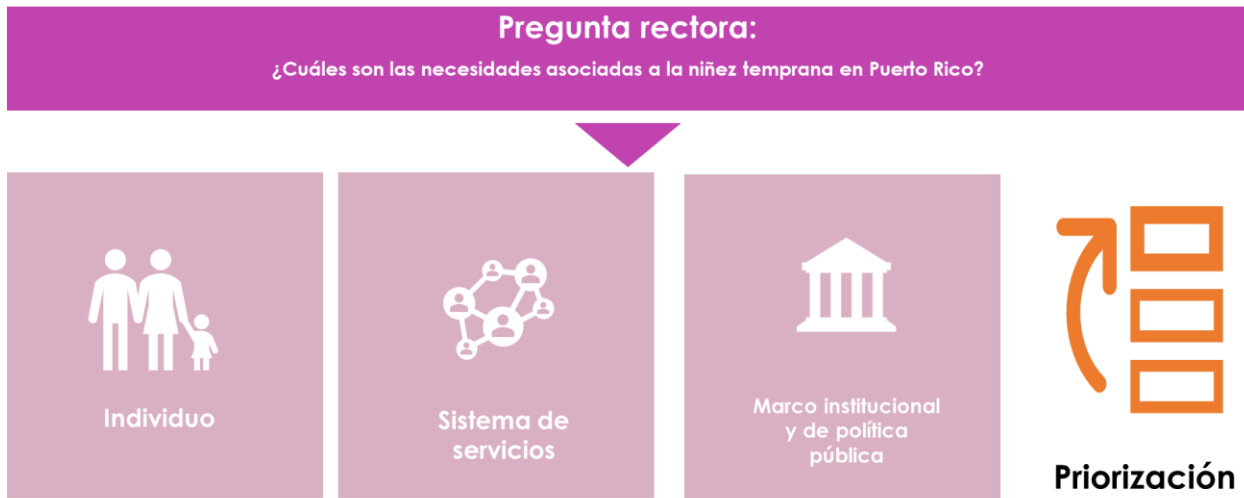 Pregunta rectora:
¿Cuáles son las necesidades asociadas a la niñez temprana en Puerto Rico?
Individuo
Sistema de
servicios
Marco institucional
y de política
pública
Priorización